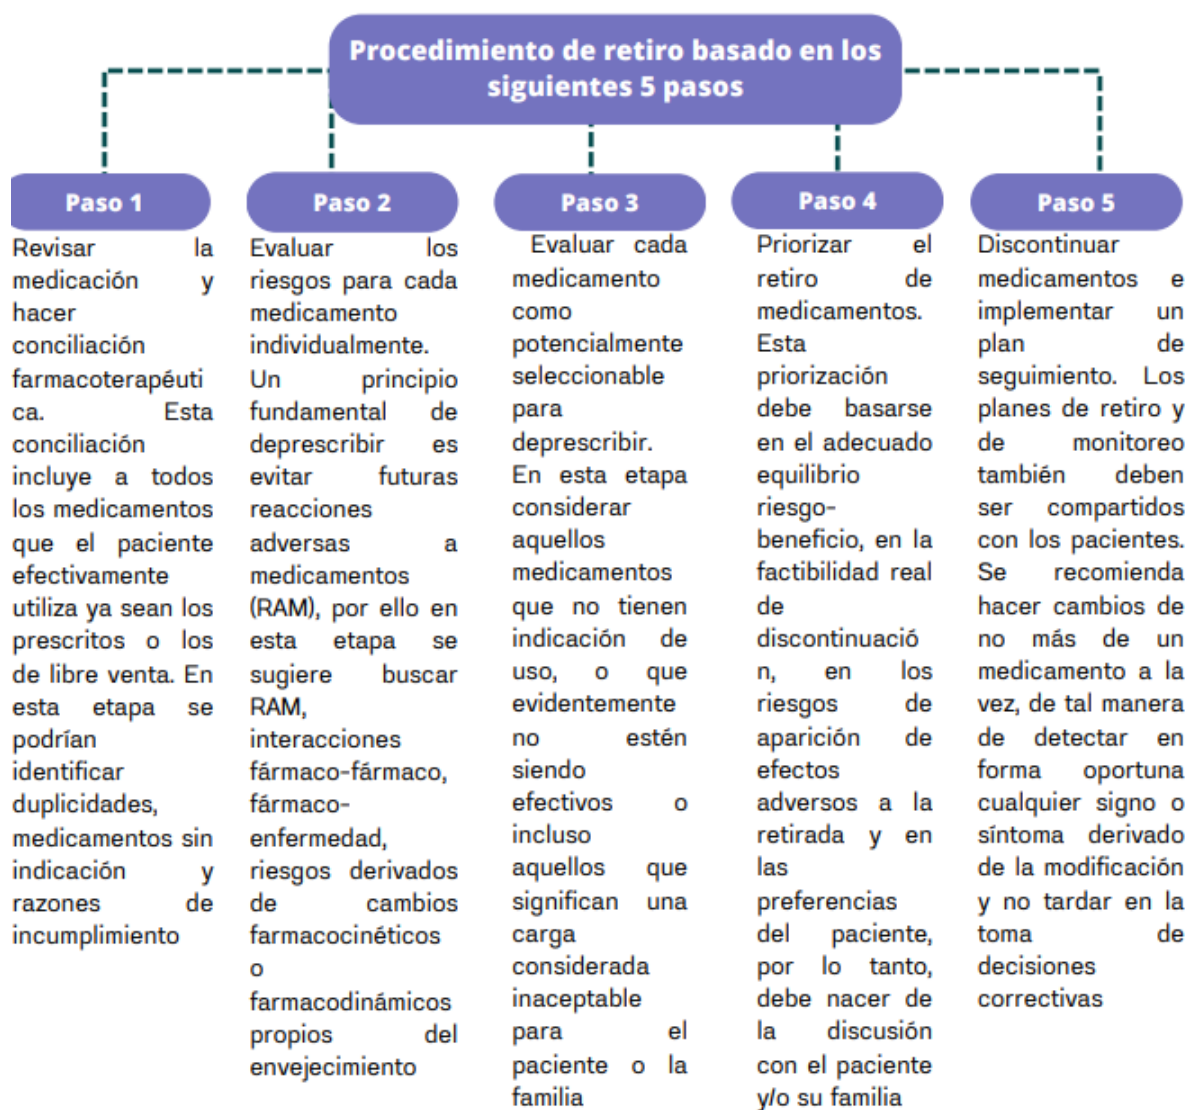 Procedimiento de retiro basado en los
siguientes 5 pasos
Paso 1
Revisar la
medicación y
hacer
conciliación
farmacoterapéuti
ca. Esta
conciliación
incluye a todos
los medicamentos
que el paciente
efectivamente
utiliza ya sean los
prescritos o los
de libre venta. En
esta etapa se
podrían
identificar
duplicidades,
medicamentos sin
indicación y
razones de
incumplimiento
Paso 2
Evaluar los
riesgos para cada
medicamento
individualmente.
Un principio
fundamental de
deprescribir es
evitar futuras
reacciones
adversas a
medicamentos
(RAM), por ello en
esta etapa se
sugiere buscar
RAM,
interacciones
fármaco-fármaco,
fármaco-
enfermedad,
riesgos derivados
de cambios
farmacocinéticos
o
farmacodinámicos
propios del
envejecimiento
Paso 3
Evaluar cada
medicamento
como
potencialmente
seleccionable
para
deprescribir.
En esta etapa
considerar
aquellos
medicamentos
que no tienen
indicación de
uso, o que
evidentemente
no estén
siendo
efectivos o
incluso
aquellos que
significan una
carga
considerada
inaceptable
para el
paciente o la
familia
Paso 4
Priorizar el
retiro de
medicamentos.
Esta
priorización
debe basarse
en el adecuado
equilibrio
riesgo-
beneficio, en la
factibilidad real
de
discontinuació
n, en los
riesgos de
aparición de
efectos
adversos a la
retirada y en
las
preferencias
del paciente,
por lo tanto,
debe nacer de
la discusión
con el paciente
y/o su familia
Paso 5
Discontinuar
medicamentos e
implementar un
plan de
seguimiento. Los
planes de retiro y
de monitoreo
también deben
ser compartidos
con los pacientes.
Se recomienda
hacer cambios de
no más de un
medicamento a la
vez, de tal manera
de detectar en
forma oportuna
cualquier signo o
síntoma derivado
de la modificación
y no tardar en la
toma de
decisiones
correctivas